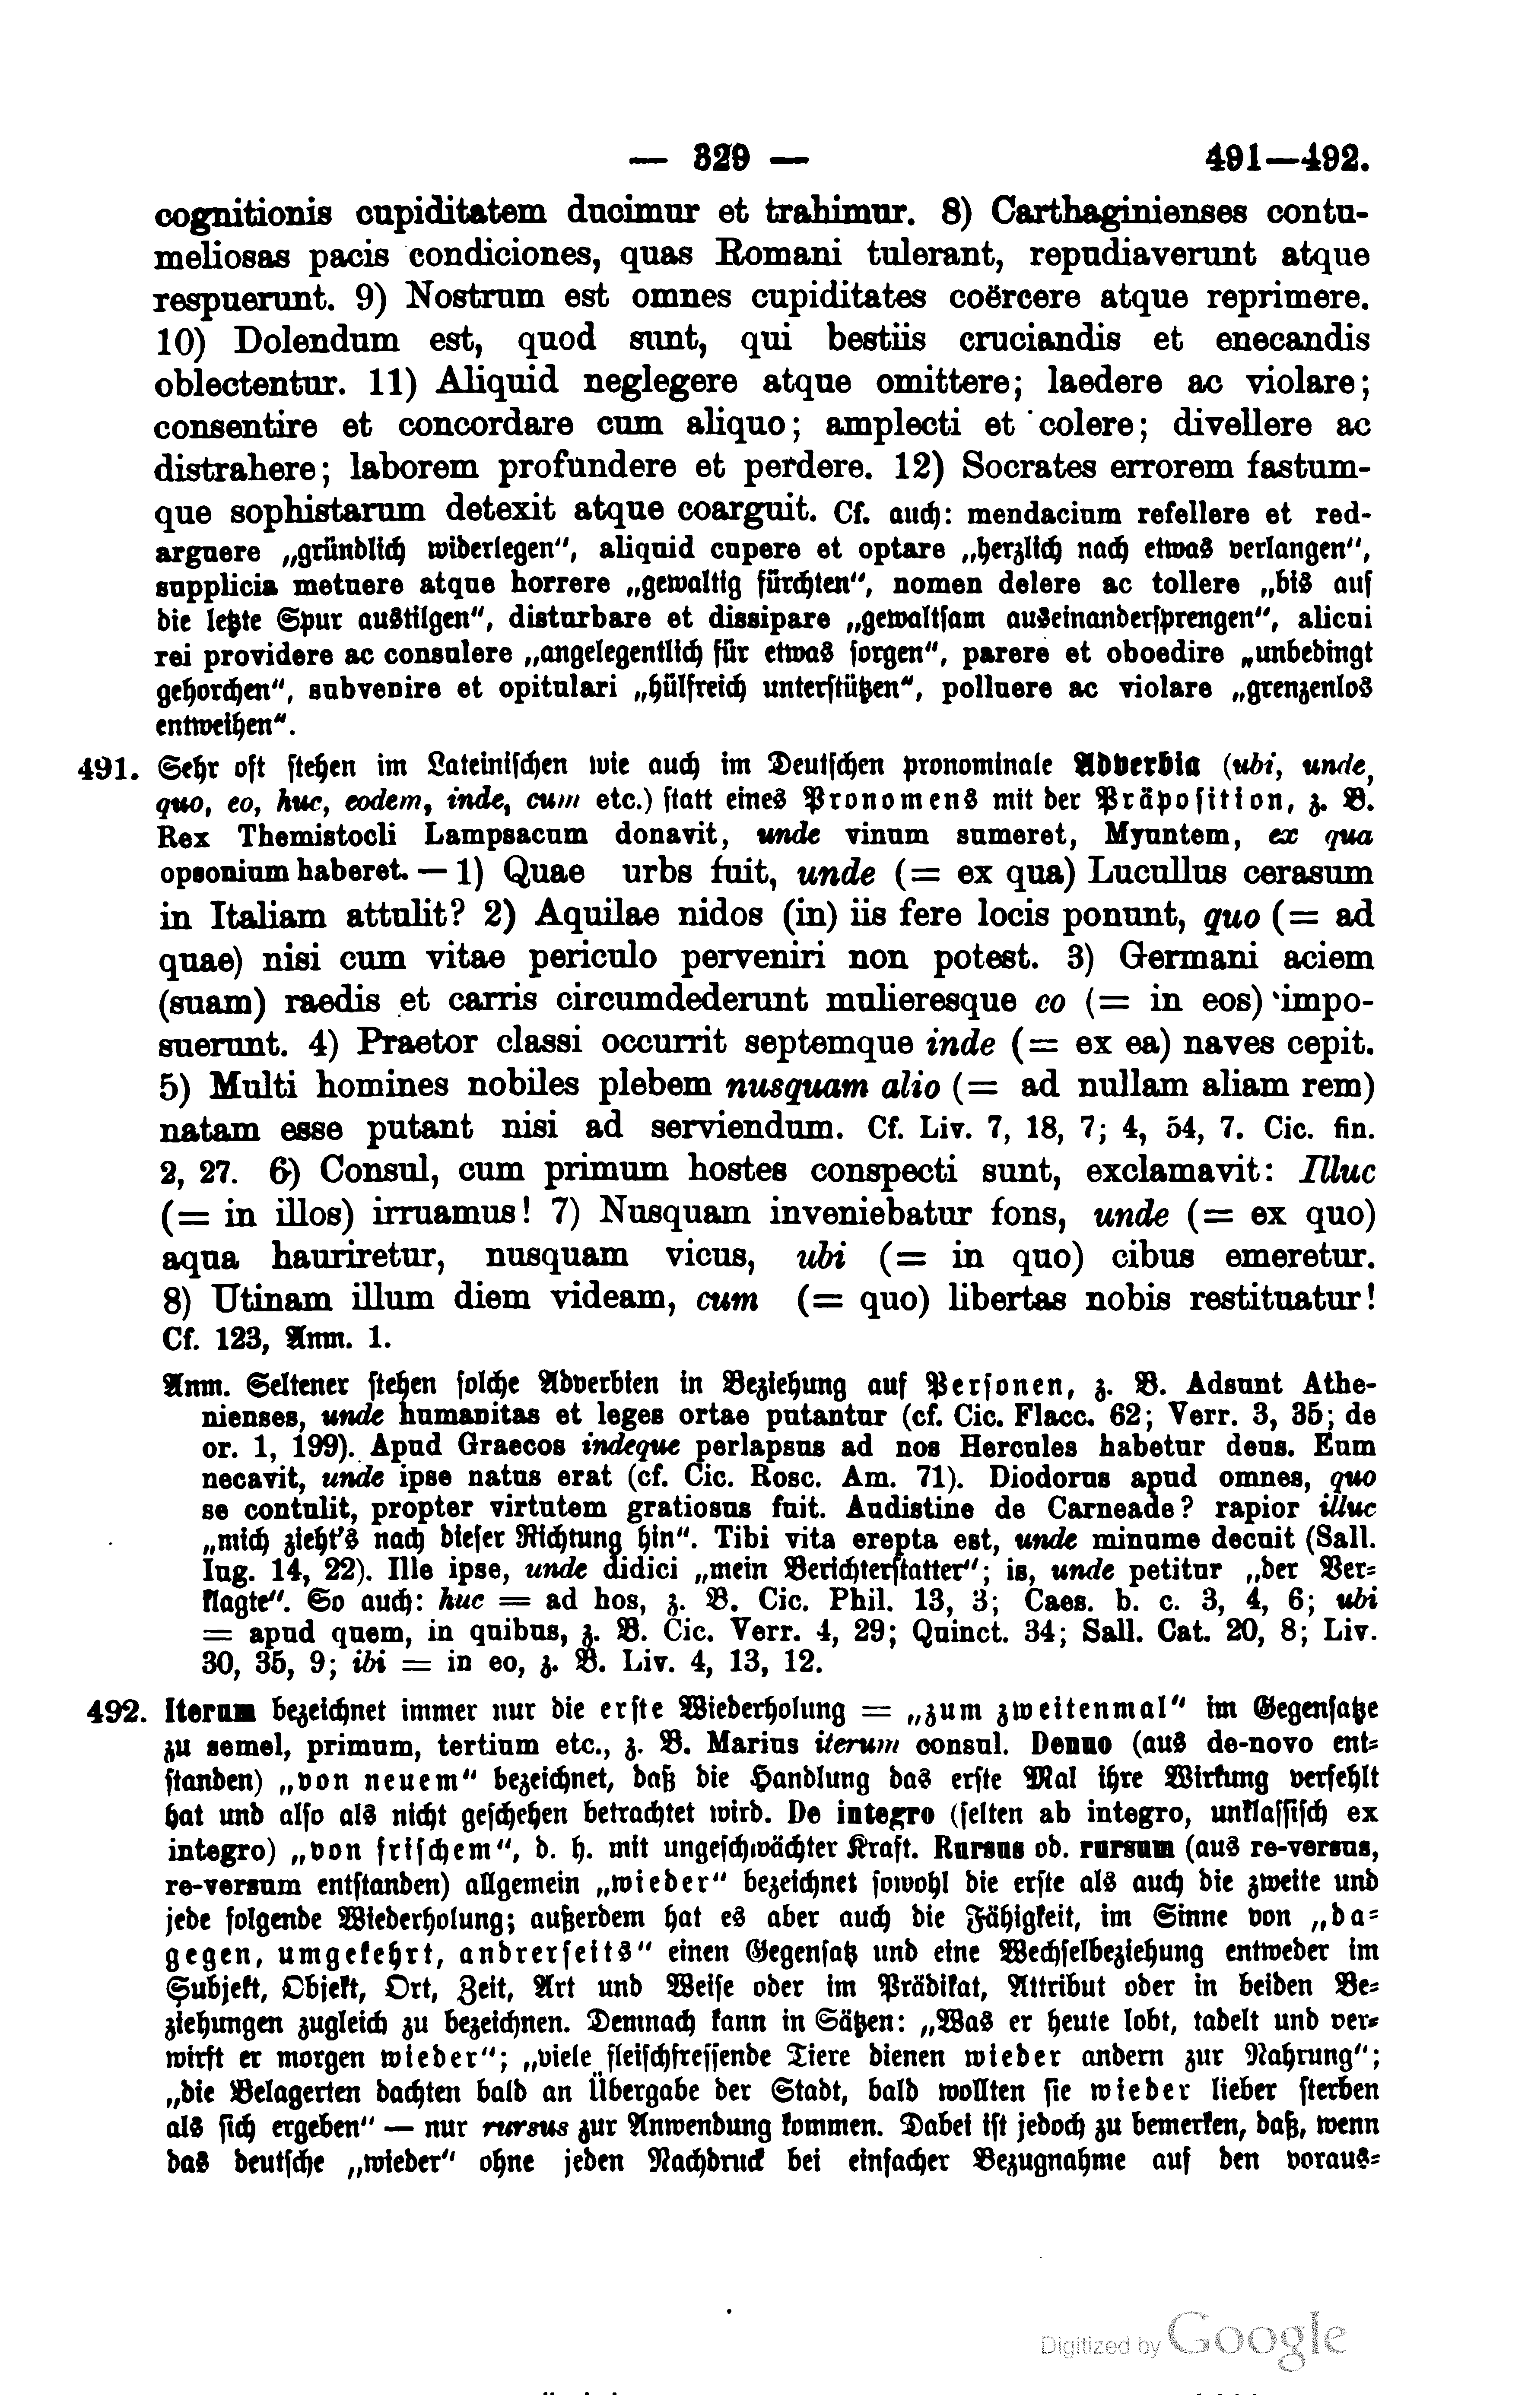 — 329 — 491—492.
cognitionis cupiditatem ducimur et trahimur. 8) Carthaginienses contu-
meliosas pacis condiciones, quas Romani tulerant, repudiaverunt atque
respuerunt. 9) Nostrum est omnes cupiditates coërcere atque reprimere.
10) Dolendum est, quod sunt, qui bestiis cruciandis et enecandis
oblectentur. 11) Aliquid neglegere atque omittere; laedere ac violare;
consentire et concordare cum aliquo; amplecti et colere; divellere ac
distrahere; laborem profundere et perdere. 12) Socrates errorem fastum-
que sophistarum detexit atque coarguit. Cf. auch: mendacium refellere et red-
arguere „gründlich widerlegen“, aliquid cupere et optare „herzlich nach etwas verlangen“,
supplicia metuere atque horrere „gewaltig fürchten“, nomen delere ac tollere „bis auf
die letzte Spur austilgen“, disturbare et dissipare „gewaltsam auseinandersprengen“, alicui
rei providere ac consulere „angelegentlich für etwas sorgen“, parere et oboedire „unbedingt
gehorchen“, subvenire et opitulari „hülfreich unterstützen“, polluere ac violare „grenzenlos
entweihen“.
491. Sehr oft stehen im Lateinischen wie auch im Deutschen pronominale Adverbia (ubi, unde,
quo, eo, huc, eodem, inde, cum etc.) statt eines Pronomens mit der Präposition, z. B.
Rex Themistocli Lampsacum donavit, unde vinum sumeret, Myuntem, ex qua
opsonium haberet. — 1) Quae urbs fuit, unde (= ex qua) Lucullus cerasum
in Italiam attulit? 2) Aquilae nidos (in) iis fere locis ponunt, quo (= ad
quae) nisi cum vitae periculo perveniri non potest. 3) Germani aciem
(suam) raedis et carris circumdederunt mulieresque eo (= in eos) impo-
suerunt. 4) Praetor classi occurrit septemque inde (= ex ea) naves cepit.
5) Multi homines nobiles plebem nusquam alio (= ad nullam aliam rem)
natam esse putant nisi ad serviendum. Cf. Liv. 7, 18, 7; 4, 54, 7. Cic. fin.
2, 27. 6) Consul, cum primum hostes conspecti sunt, exclamavit: Illuc
(= in illos) irruamus! 7) Nusquam inveniebatur fons, unde (= ex quo)
aqua hauriretur, nusquam vicus, ubi (= in quo) cibus emeretur.
8) Utinam illum diem videam, cum (= quo) libertas nobis restituatur!
Cf. 123, Anm. 1.
Anm. Seltener stehen solche Adverbien in Beziehung auf Personen, z. B. Adsunt Athe-
nienses, unde humanitas et leges ortae putantur (cf. Cic. Flacc. 62; Verr. 3, 35; de
or. 1, 199). Apud Graecos indeque perlapsus ad nos Hercules habetur deus. Eum
necavit, unde ipse natus erat (cf. Cic. Rosc. Am. 71). Diodorus apud omnes, quo
se contulit, propter virtutem gratiosus fuit. Audistine de Carneade? rapior illuc
„mich zieht's nach dieser Richtung hin“. Tibi vita erepta est, unde minume decuit (Sall.
Iug. 14, 22). Ille ipse, unde didici „mein Berichterstatter“; is, unde petitur „der Ver-
klagte“. So auch: huc = ad hos, z. B. Cic. Phil. 13, 3; Caes. b. c. 3, 4, 6; ubi
= apud quem, in quibus, z. B. Cic. Verr. 4, 29; Quinct. 34; Sall. Cat. 20, 8; Liv.
30, 35, 9; ibi = in eo, z. B. Liv. 4, 13, 12.
492. Iterum bezeichnet immer nur die erste Wiederholung = „zum zweitenmal“ im Gegensatze
zu semel, primum, tertium etc., z. B. Marius iterum consul. Denuo (aus de-novo ent-
standen) „von neuem“ bezeichnet, daß die Handlung das erste Mal ihre Wirkung verfehlt
hat und also als nicht geschehen betrachtet wird. De integro (selten ab integro, unklassisch ex
integro) „von frischem“, d. h. mit ungeschwächter Kraft. Rursus od. rursum (aus re-versus,
re-versum entstanden) allgemein „wieder“ bezeichnet sowohl die erste als auch die zweite und
jede folgende Wiederholung; außerdem hat es aber auch die Fähigkeit, im Sinne von „da-
gegen, umgekehrt, andrerseits“ einen Gegensatz und eine Wechselbeziehung entweder im
Subjekt, Objekt, Ort, Zeit, Art und Weise oder im Prädikat, Attribut oder in beiden Be-
ziehungen zugleich zu bezeichnen. Demnach kann in Sätzen: „Was er heute lobt, tadelt und ver-
wirft er morgen wieder“; „viele fleischfressende Tiere dienen wieder andern zur Nahrung“;
„die Belagerten dachten bald an Übergabe der Stadt, bald wollten sie wieder lieber sterben
als sich ergeben“ — nur rursus zur Anwendung kommen. Dabei ist jedoch zu bemerken, daß, wenn
das deutsche „wieder“ ohne jeden Nachdruck bei einfacher Bezugnahme auf den voraus-
Digitized by Google